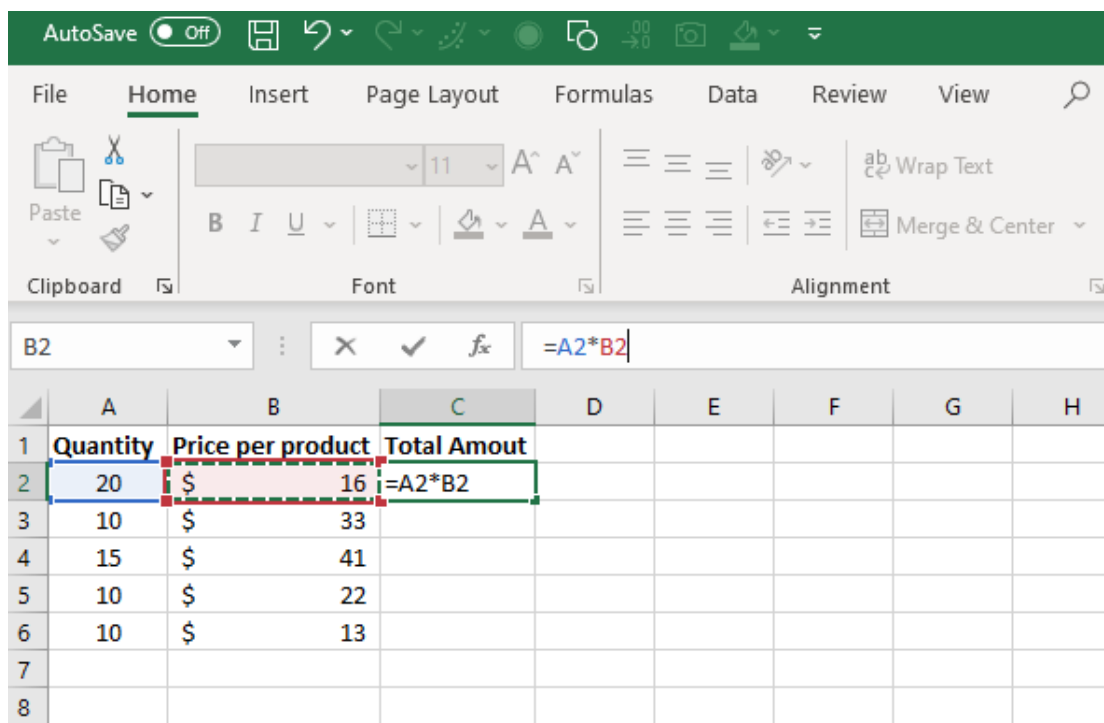 AutoSave Off
File Home Insert Page Layout Formulas Data Review View
11 A^ Aˇ ab Wrap Text
Paste B I U A Merge & Center
Clipboard Font Alignment
B2 fx =A2*B2
A B C D E F G H
1 Quantity Price per product Total Amout
2 20 $ 16 =A2*B2
3 10 $ 33
4 15 $ 41
5 10 $ 22
6 10 $ 13
7
8